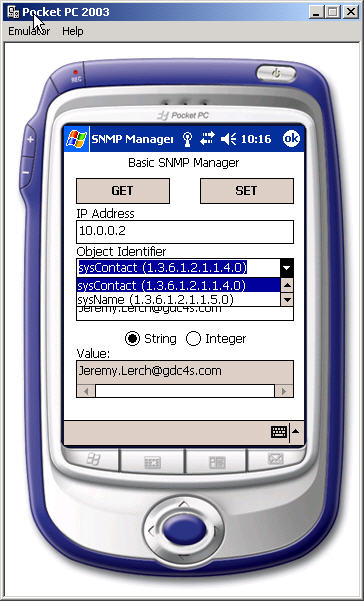 Pocket PC 2003
Emulator Help
REC
Pocket PC
SNMP Manager 10:16 ok
Basic SNMP Manager
GET SET
IP Address
10.0.0.2
Object Identifier
sysContact (1.3.6.1.2.1.1.4.0)
sysContact (1.3.6.1.2.1.1.4.0)
sysName (1.3.6.1.2.1.1.5.0)
Jeremy.Lerch@gdc4s.com
String Integer
Value:
Jeremy.Lerch@gdc4s.com